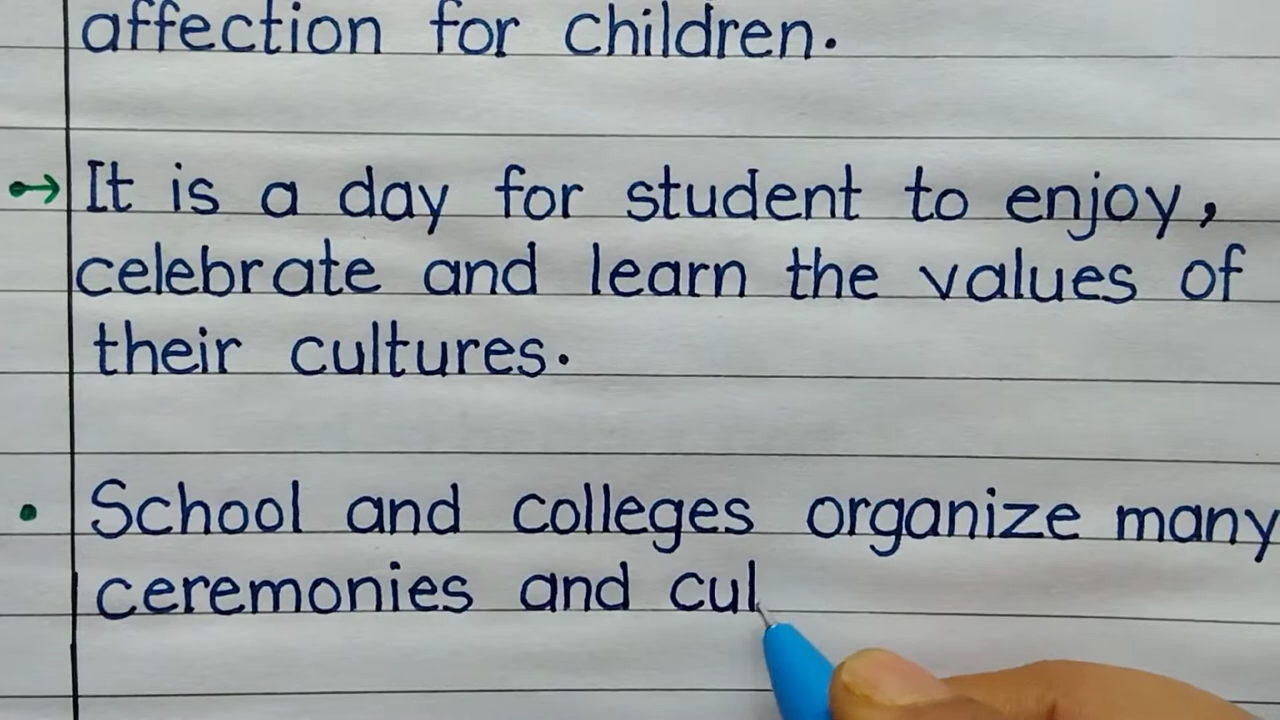 affection for children.
It is a day for student to enjoy,
celebrate and learn the values of
their cultures.
School and colleges organize many
ceremonies and cul